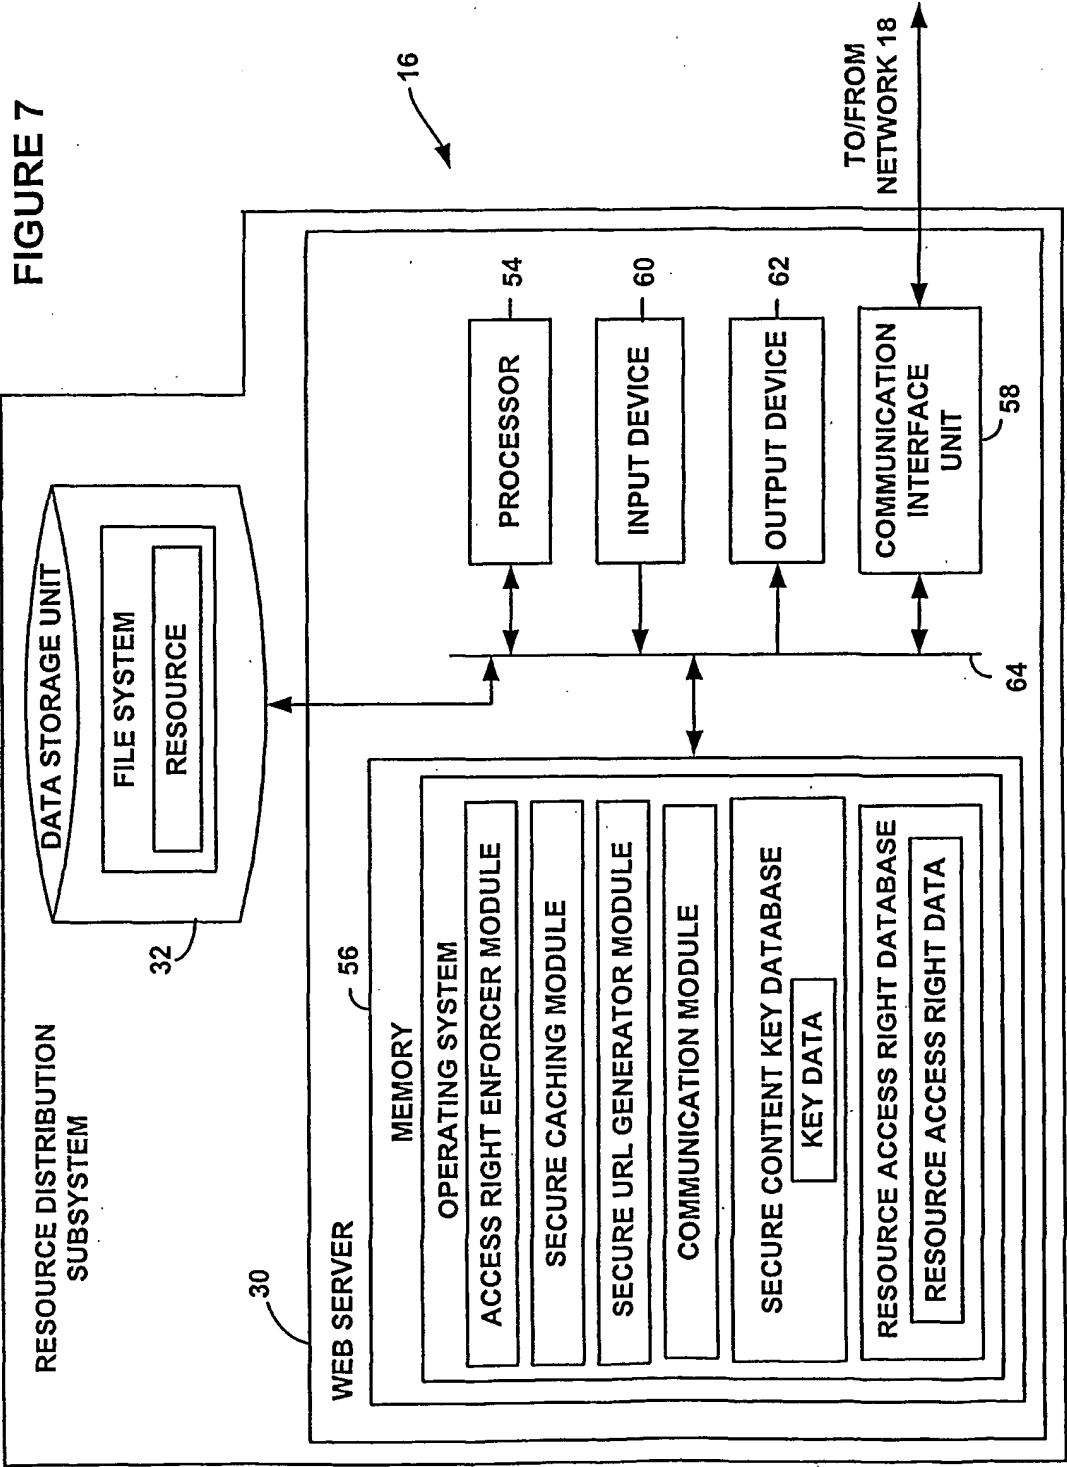 FIGURE 7
RESOURCE DISTRIBUTION
SUBSYSTEM
DATA STORAGE UNIT
FILE SYSTEM
RESOURCE
32
16
30
WEB SERVER
56
MEMORY
OPERATING SYSTEM
ACCESS RIGHT ENFORCER MODULE
SECURE CACHING MODULE
SECURE URL GENERATOR MODULE
COMMUNICATION MODULE
SECURE CONTENT KEY DATABASE
KEY DATA
RESOURCE ACCESS RIGHT DATABASE
RESOURCE ACCESS RIGHT DATA
PROCESSOR
54
INPUT DEVICE
60
OUTPUT DEVICE
62
COMMUNICATION
INTERFACE
UNIT
58
64
TO/FROM
NETWORK 18